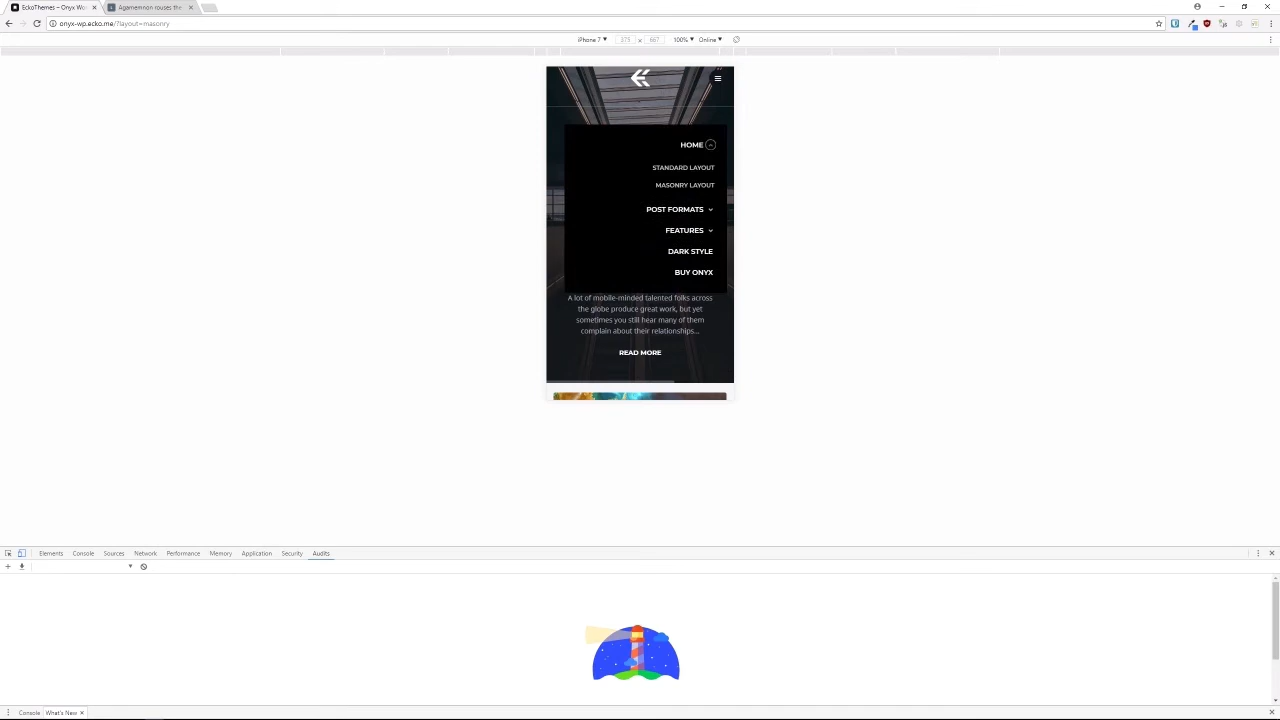 EckoThemes – Onyx Wo
Agamemnon rouses the
onyx-wp.ecko.me/?layout=masonry
iPhone 7 ▼ 375 × 667 100% ▼ Online ▼
HOME
STANDARD LAYOUT
MASONRY LAYOUT
POST FORMATS
FEATURES
DARK STYLE
BUY ONYX
A lot of mobile-minded talented folks across
the globe produce great work, but yet
sometimes you still hear many of them
complain about their relationships...
READ MORE
Elements Console Sources Network Performance Memory Application Security Audits
Console What's New